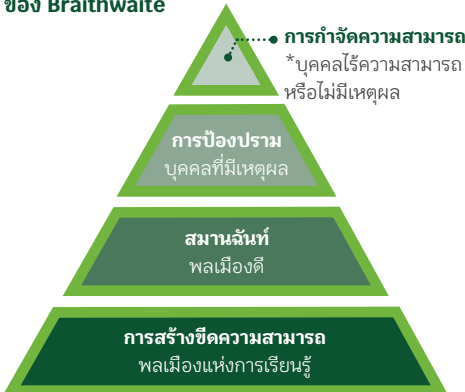 ของ Braithwaite
การกำจัดความสามารถ
*บุคคลไร้ความสามารถ
หรือไม่มีเหตุผล
การป้องปราม
บุคคลที่มีเหตุผล
สมานฉันท์
พลเมืองดี
การสร้างขีดความสามารถ
พลเมืองแห่งการเรียนรู้